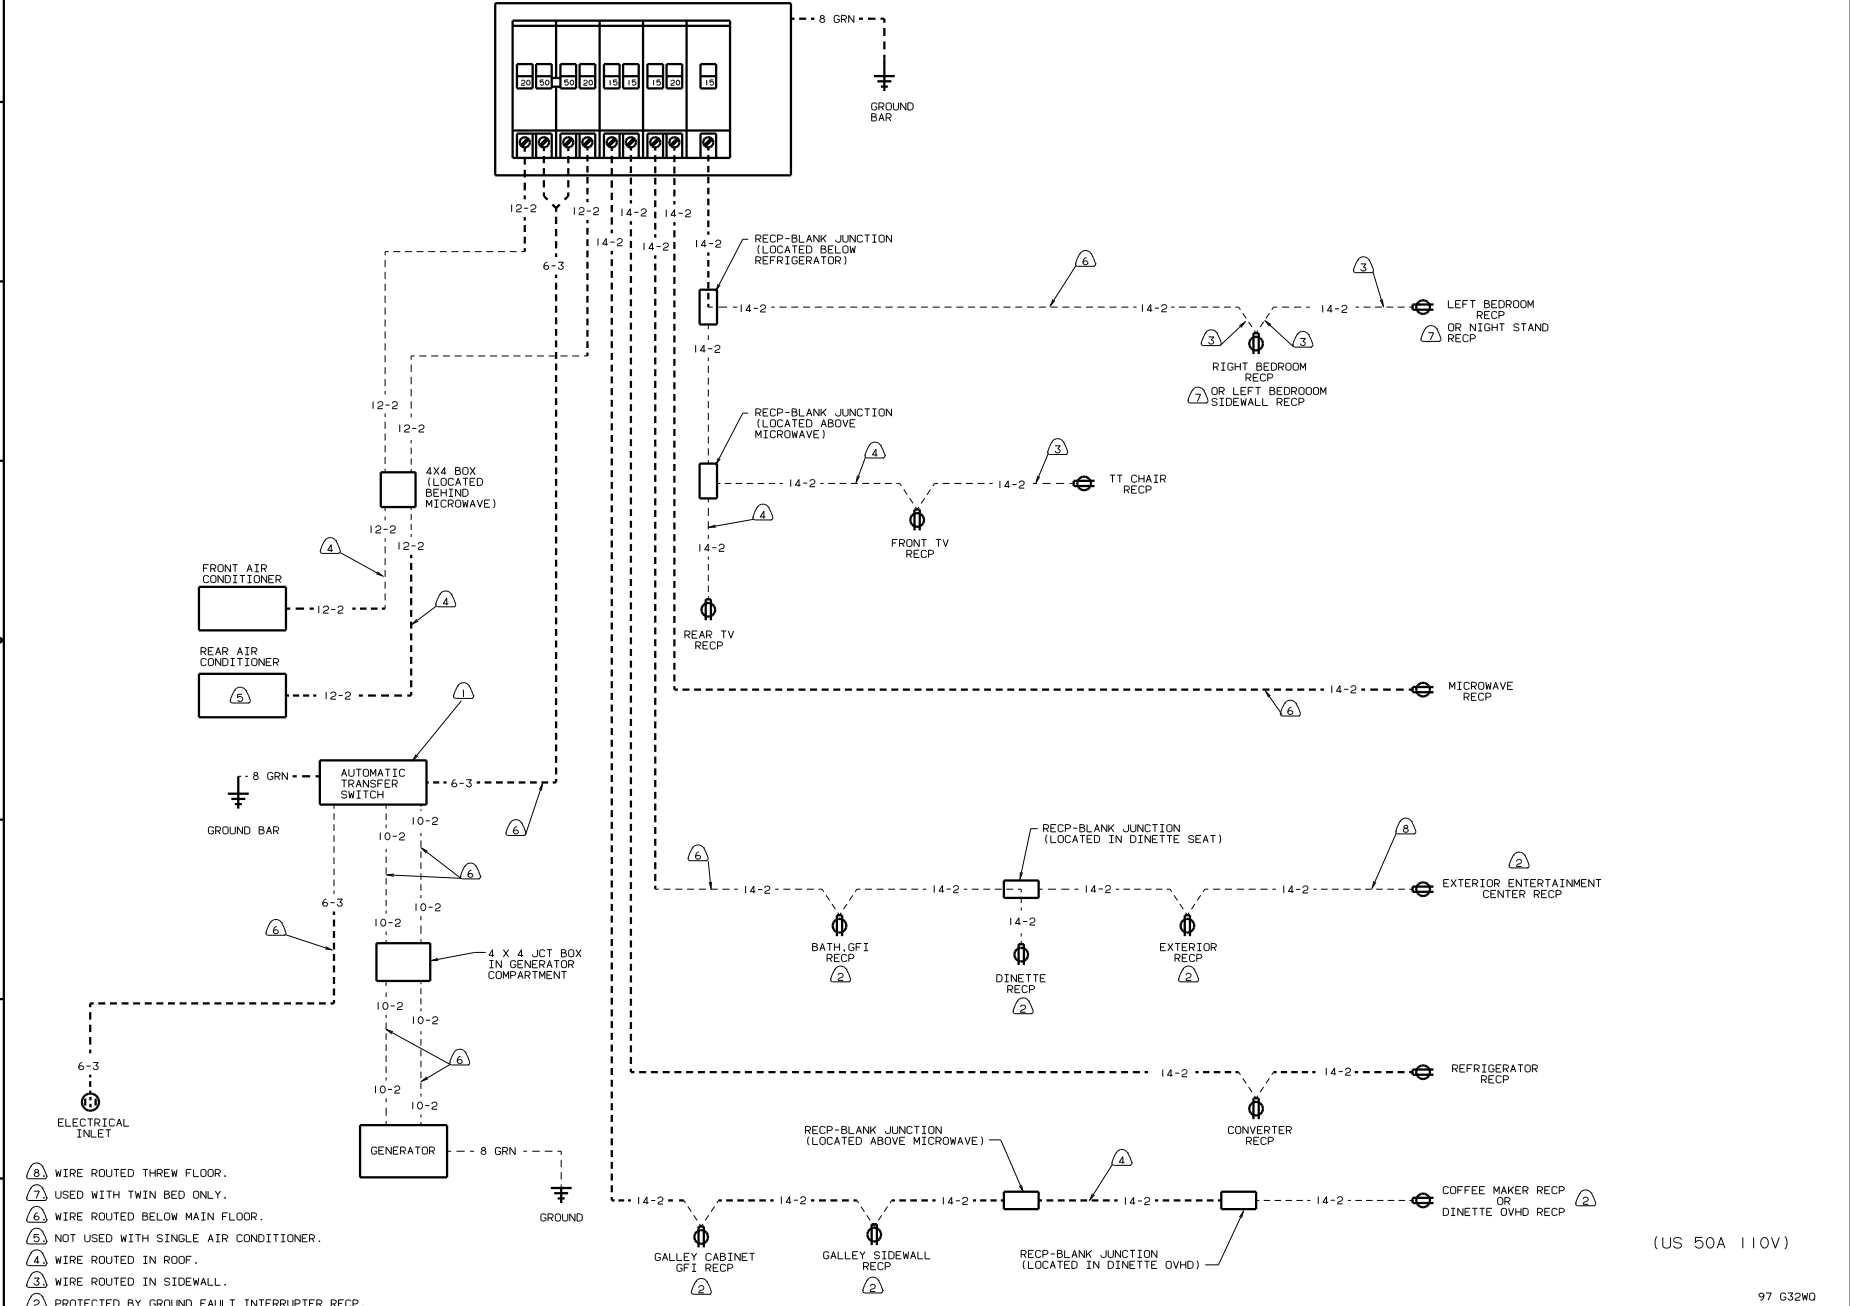 8 GRN
GROUND
BAR
20 50 50 20 15 15 15 20 15
12-2
12-2
14-2
14-2
14-2
14-2
14-2
6-3
RECP-BLANK JUNCTION
(LOCATED BELOW
REFRIGERATOR)
14-2
6
14-2
3
3
14-2
3
LEFT BEDROOM
RECP
7 OR NIGHT STAND
RECP
RIGHT BEDROOM
RECP
7 OR LEFT BEDROOOM
SIDEWALL RECP
14-2
RECP-BLANK JUNCTION
(LOCATED ABOVE
MICROWAVE)
14-2
4
14-2
3
TT CHAIR
RECP
FRONT TV
RECP
4
14-2
REAR TV
RECP
12-2
12-2
4X4 BOX
(LOCATED
BEHIND
MICROWAVE)
12-2
12-2
4
FRONT AIR
CONDITIONER
12-2
4
REAR AIR
CONDITIONER
5
12-2
1
14-2
6
MICROWAVE
RECP
8 GRN
GROUND BAR
AUTOMATIC
TRANSFER
SWITCH
6-3
6
10-2
10-2
6
6-3
6
10-2
10-2
4 X 4 JCT BOX
IN GENERATOR
COMPARTMENT
10-2
10-2
6
10-2
10-2
6-3
ELECTRICAL
INLET
GENERATOR
8 GRN
GROUND
6
14-2
BATH,GFI
RECP
2
14-2
RECP-BLANK JUNCTION
(LOCATED IN DINETTE SEAT)
14-2
DINETTE
RECP
2
14-2
EXTERIOR
RECP
2
14-2
8
2
EXTERIOR ENTERTAINMENT
CENTER RECP
14-2
14-2
REFRIGERATOR
RECP
CONVERTER
RECP
RECP-BLANK JUNCTION
(LOCATED ABOVE MICROWAVE)
14-2
14-2
14-2
4
14-2
14-2
COFFEE MAKER RECP
OR
DINETTE OVHD RECP
2
GALLEY CABINET
GFI RECP
2
GALLEY SIDEWALL
RECP
2
RECP-BLANK JUNCTION
(LOCATED IN DINETTE OVHD)
8. WIRE ROUTED THREW FLOOR.
7. USED WITH TWIN BED ONLY.
6. WIRE ROUTED BELOW MAIN FLOOR.
5. NOT USED WITH SINGLE AIR CONDITIONER.
4. WIRE ROUTED IN ROOF.
3. WIRE ROUTED IN SIDEWALL.
2. PROTECTED BY GROUND FAULT INTERRUPTER RECP.
(US 50A 110V)
97 G32WQ